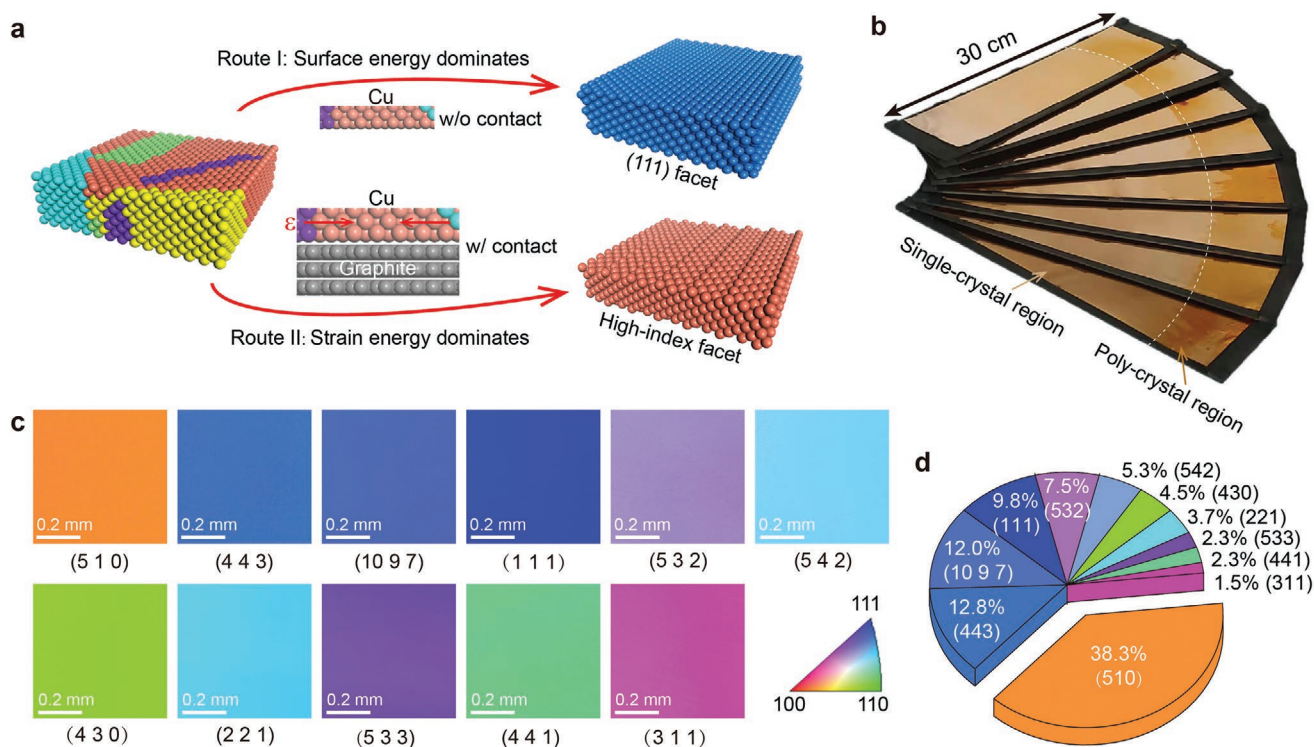 a
Route I: Surface energy dominates
Cu
w/o contact
(111) facet
Cu
ε
w/ contact
Graphite
Route II: Strain energy dominates
High-index facet
b
30 cm
Single-crystal region
Poly-crystal region
c
0.2 mm
0.2 mm
0.2 mm
0.2 mm
0.2 mm
0.2 mm
(5 1 0)
(4 4 3)
(10 9 7)
(1 1 1)
(5 3 2)
(5 4 2)
0.2 mm
0.2 mm
0.2 mm
0.2 mm
0.2 mm
(4 3 0)
(2 2 1)
(5 3 3)
(4 4 1)
(3 1 1)
111
100
110
d
5.3% (542)
4.5% (430)
3.7% (221)
2.3% (533)
2.3% (441)
1.5% (311)
7.5%
(532)
9.8%
(111)
12.0%
(10 9 7)
12.8%
(443)
38.3%
(510)